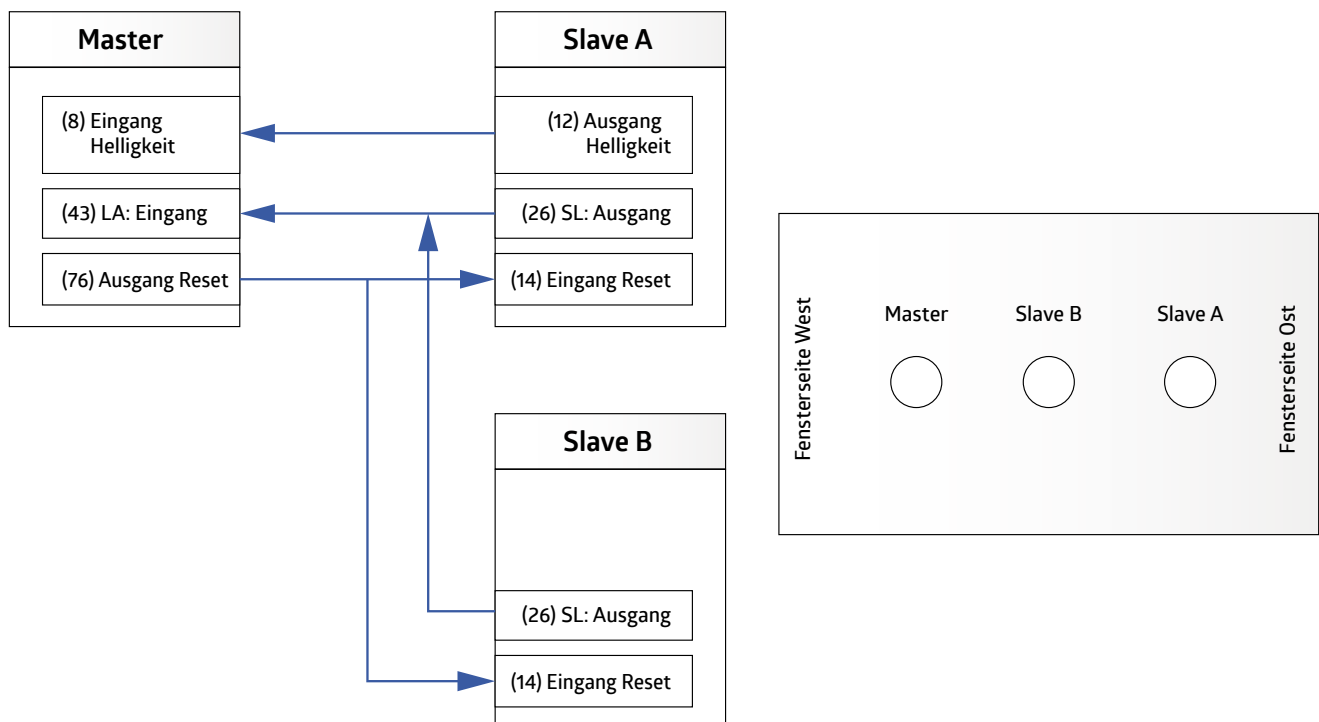 Master
(8) Eingang
Helligkeit
(43) LA: Eingang
(76) Ausgang Reset
Slave A
(12) Ausgang
Helligkeit
(26) SL: Ausgang
(14) Eingang Reset
Slave B
(26) SL: Ausgang
(14) Eingang Reset
Fensterseite West
Master
Slave B
Slave A
Fensterseite Ost